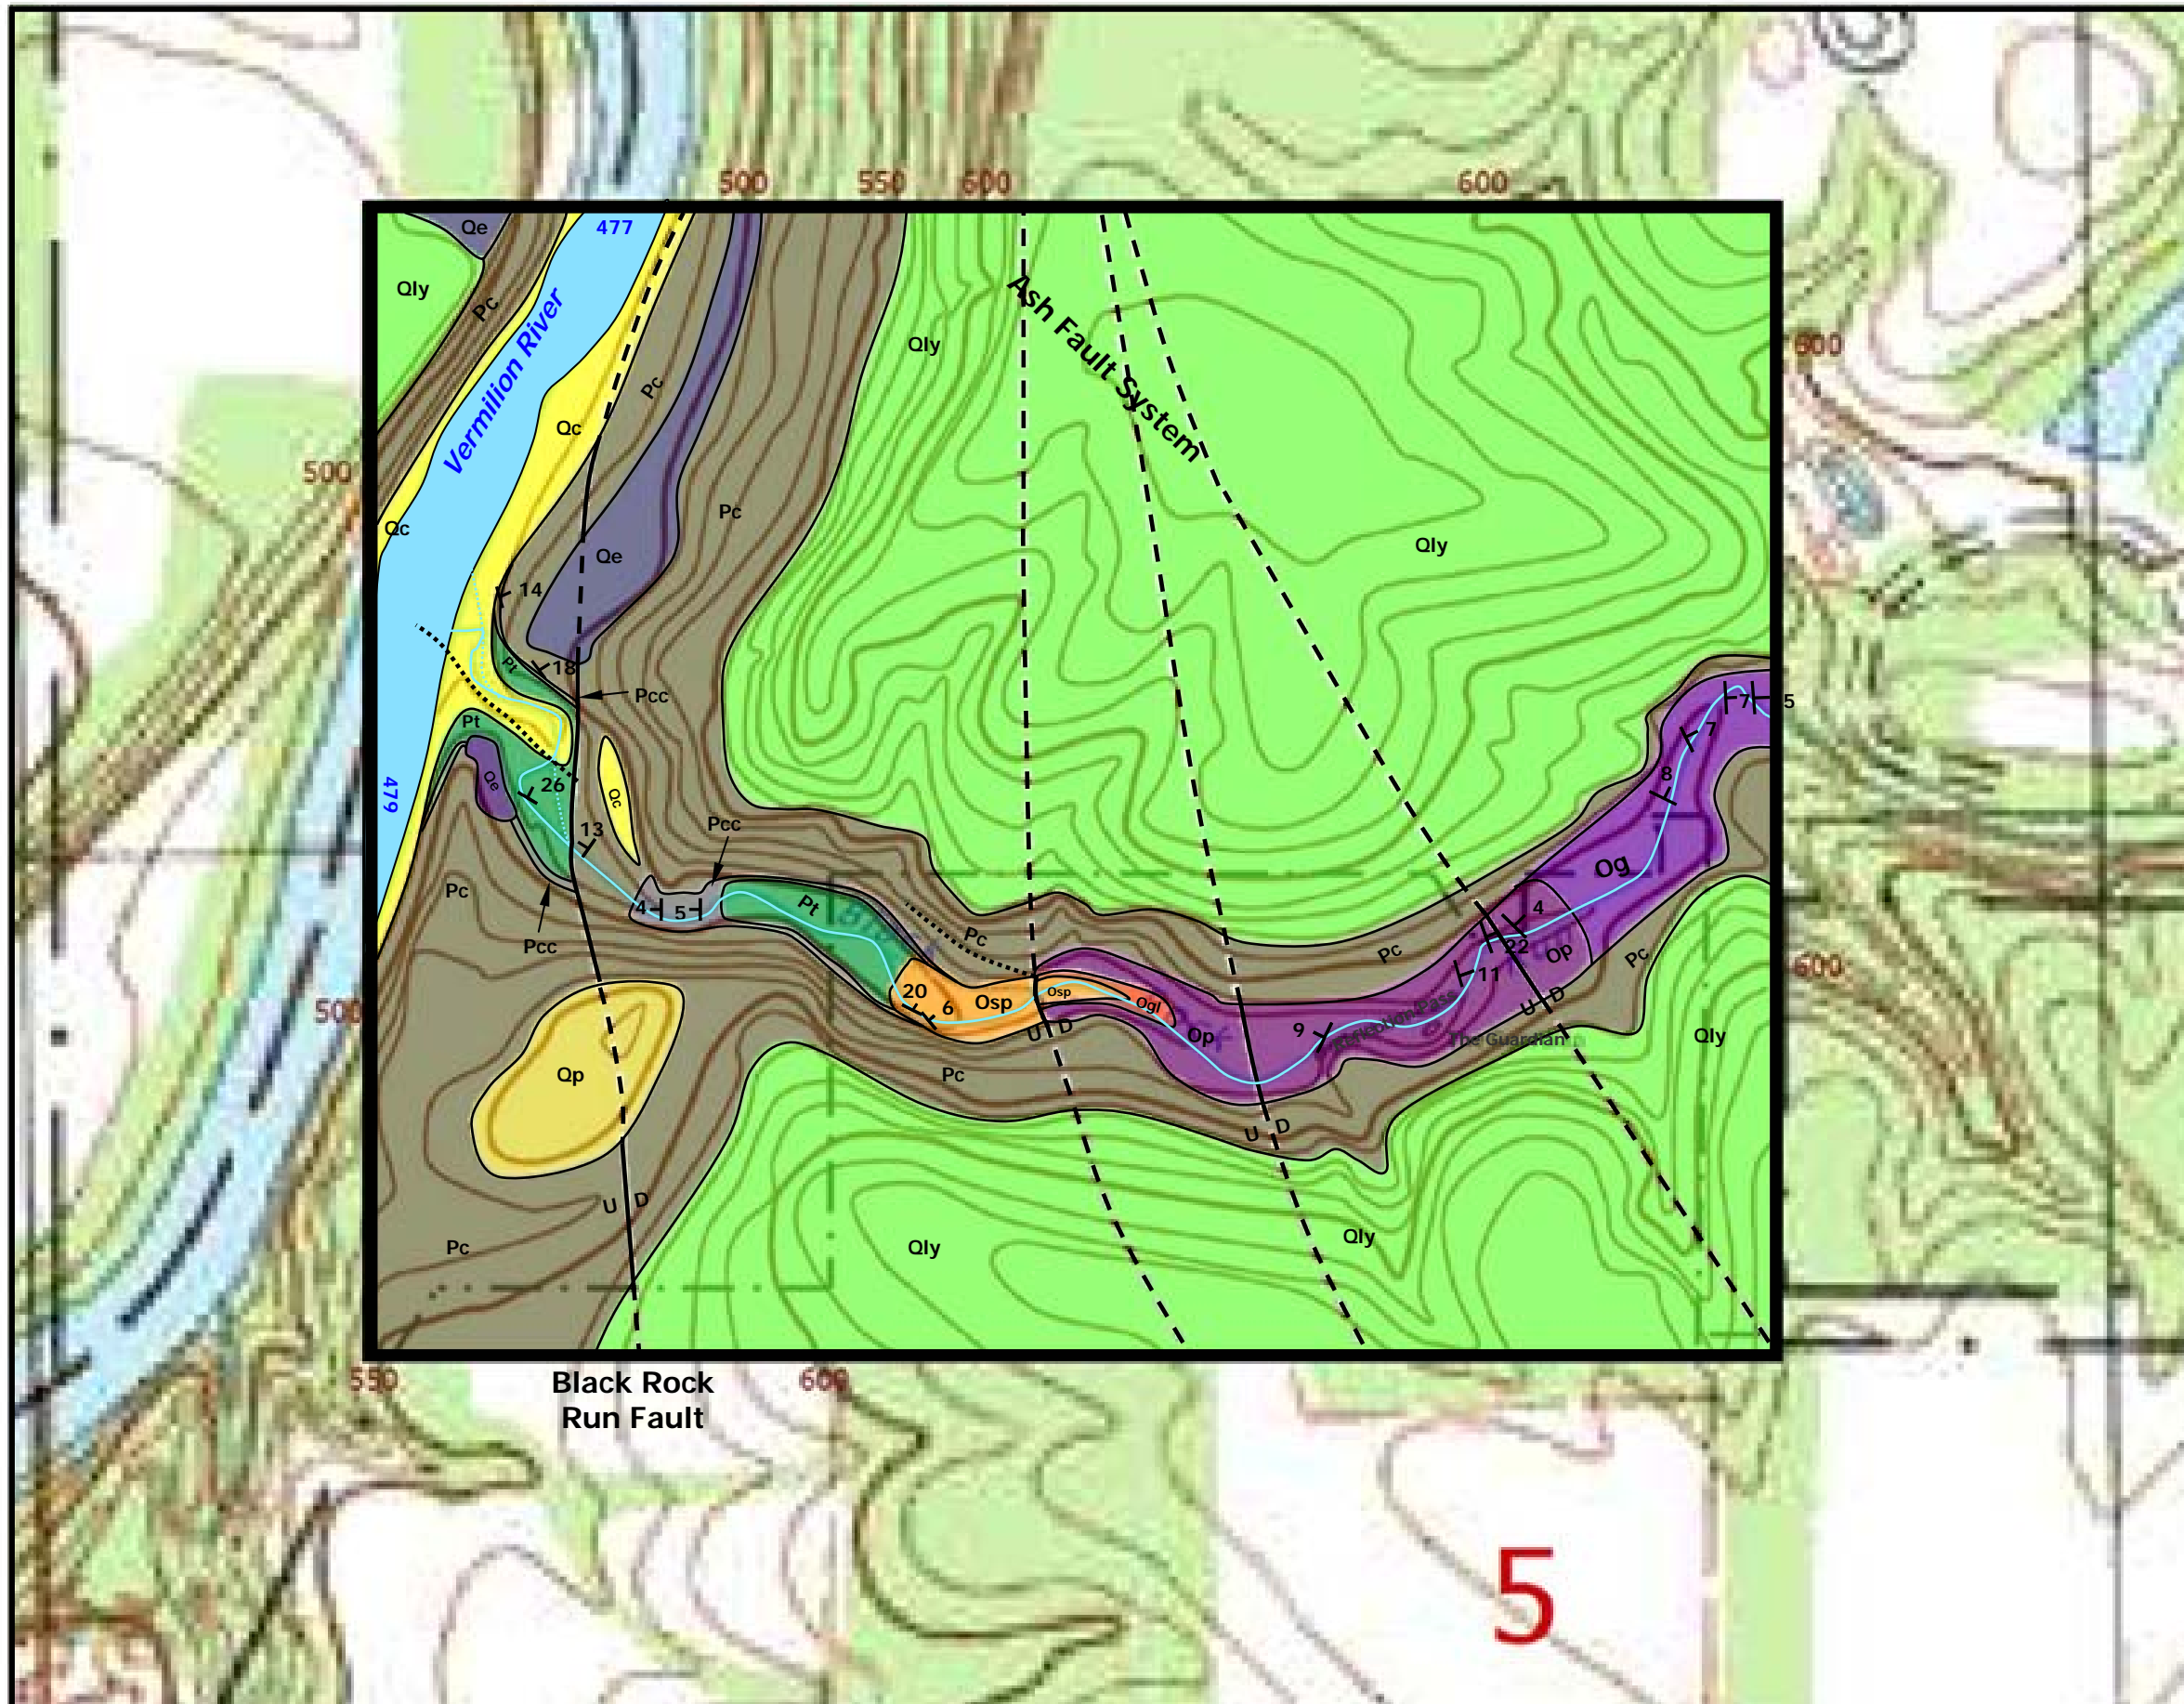 500 550 600 600
Qe 477
Qly
Pc
Vermilion River
Ash Fault System
Qly
600
Pc
Qc
500
Pc
Qc
Qly
Qe
14
Pt 18
Pcc
7 5
Pt
7
Qe 26
8
479
Qc
13
Pcc
Og
Pc
Pt
4 5
4
Pcc
Pc
Pc
22
Op
Pc
600
11
20 6 Osp
Osp
Ogl
500
U D
Op
9
Reflection Pass
The Guardian
U D
Qly
Qp
Pc
U D
U D
Pc
Qly
Qly
550
Black Rock
Run Fault
600
5